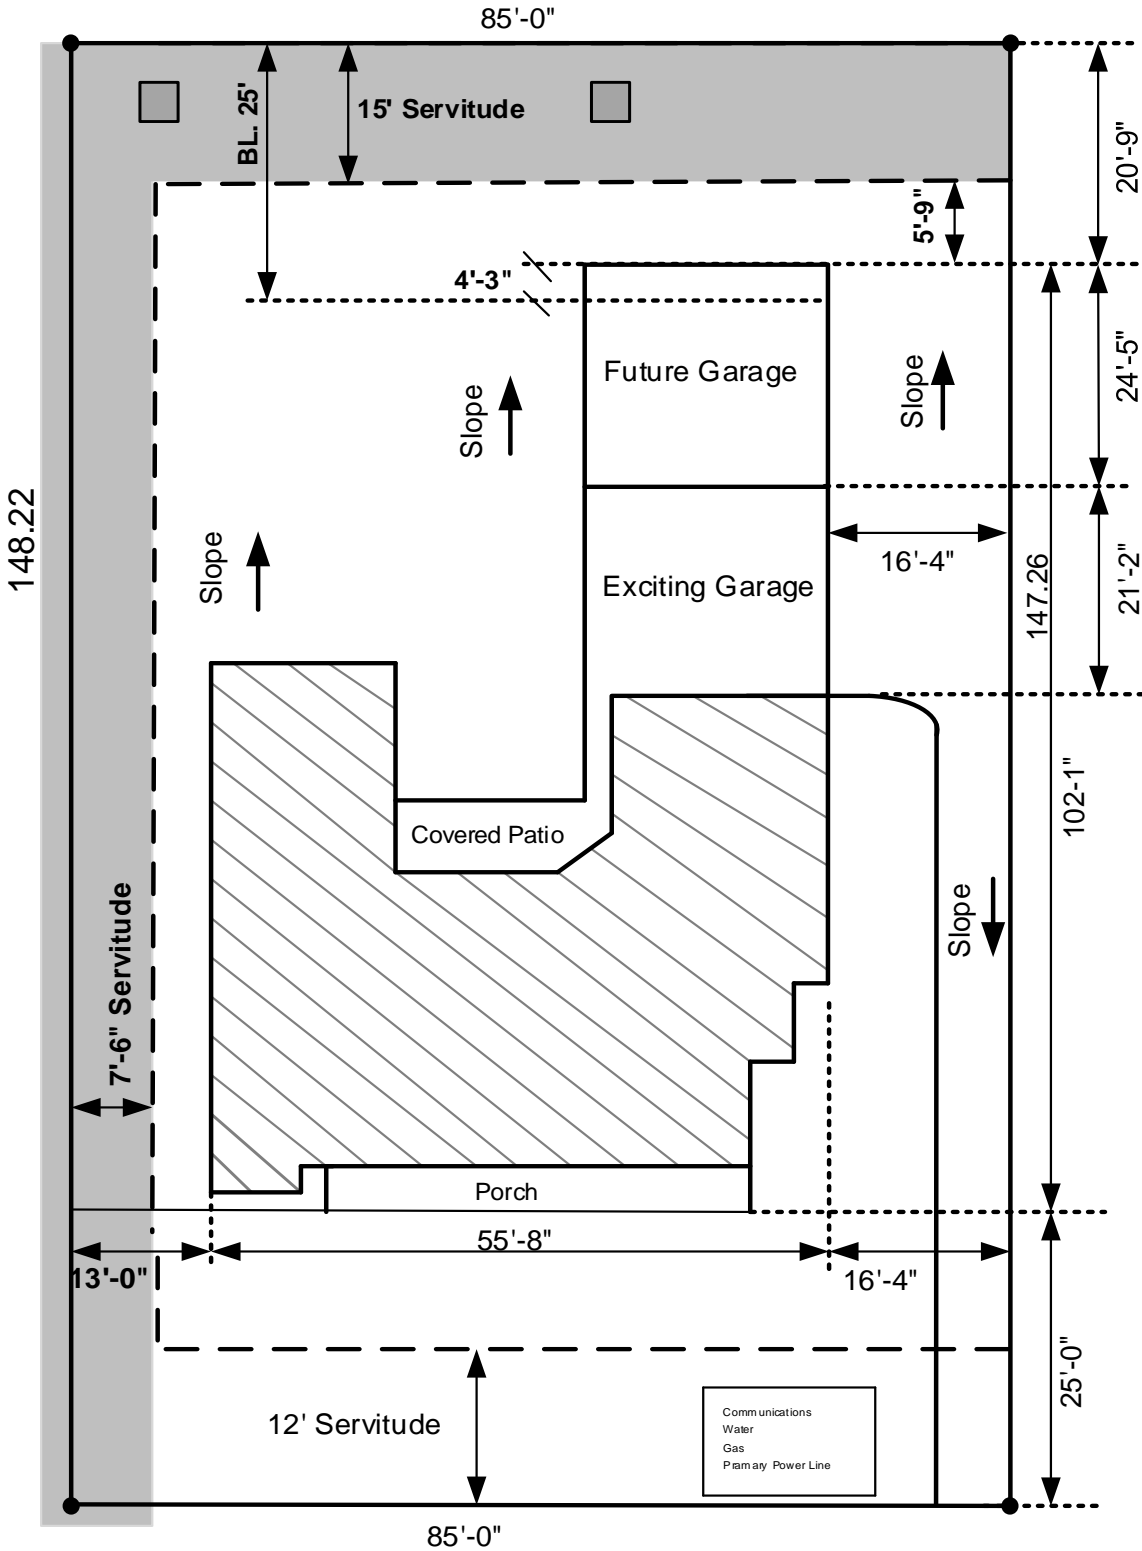 85'-0"
BL. 25'
15' Servitude
20'-9"
5'-9"
4'-3"
Future Garage
Slope
Slope
24'-5"
148.22
Slope
16'-4"
Exciting Garage
147.26
21'-2"
Covered Patio
102-1"
7'-6" Servitude
Slope
Porch
55'-8"
13'-0"
16'-4"
25'-0"
12' Servitude
Communications
Water
Gas
Pramary Power Line
85'-0"